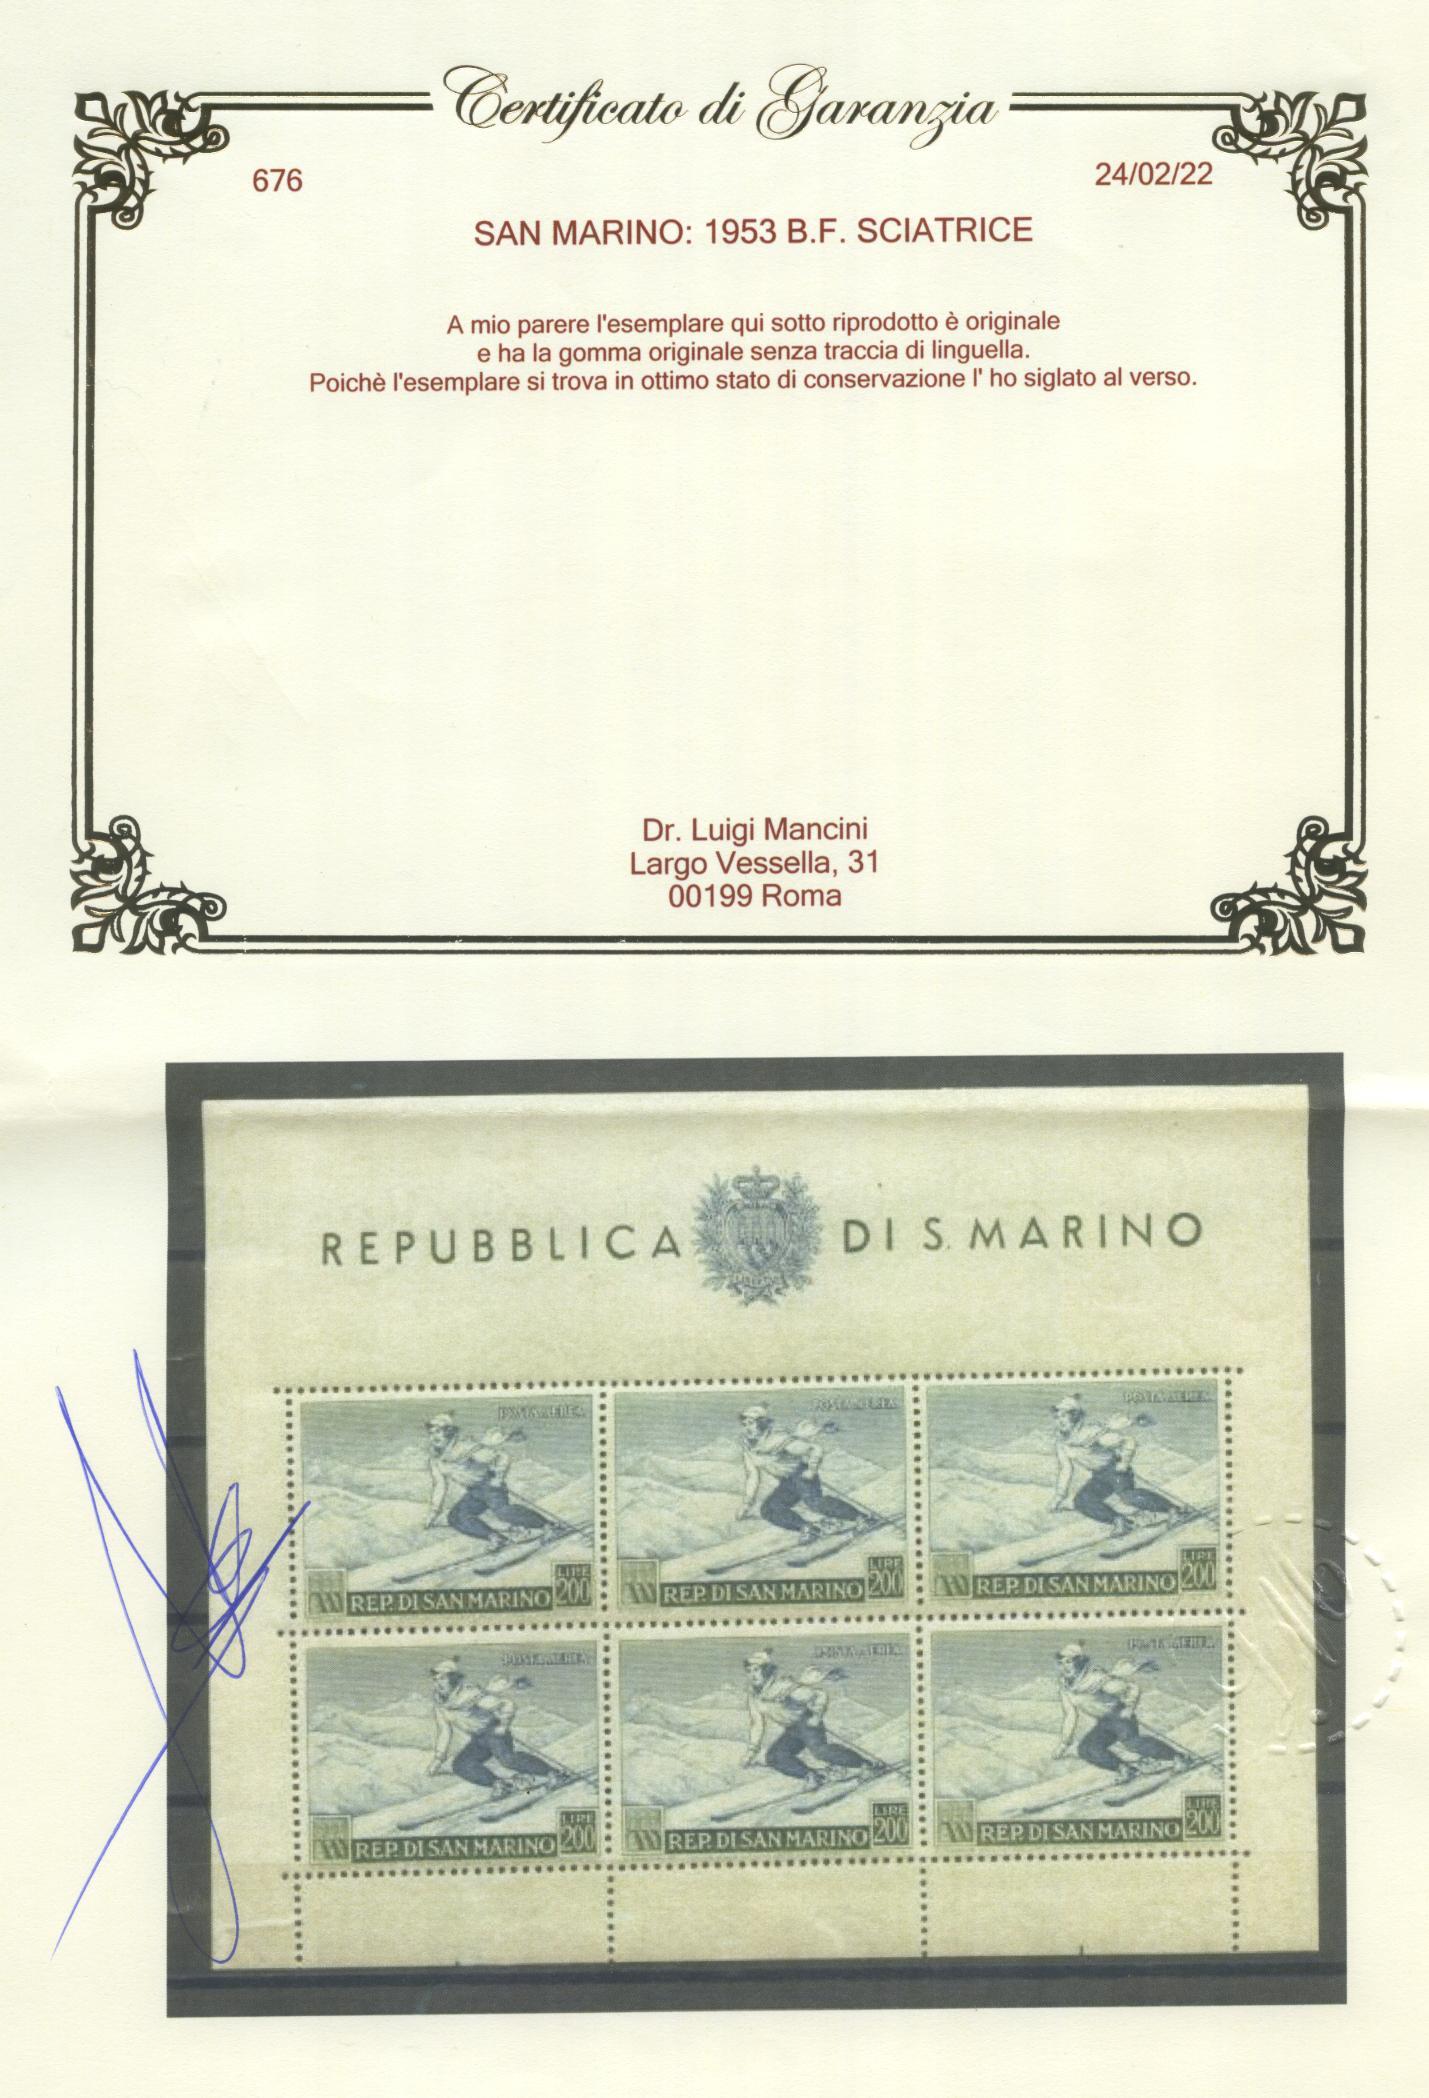 Certificato di Garanzia
676
24/02/22
SAN MARINO: 1953 B.F. SCIATRICE
A mio parere l'esemplare qui sotto riprodotto è originale
e ha la gomma originale senza traccia di linguella.
Poichè l'esemplare si trova in ottimo stato di conservazione l' ho siglato al verso.
Dr. Luigi Mancini
Largo Vessella, 31
00199 Roma
REPUBBLICA DI S. MARINO
POSTA AEREA POSTA AEREA POSTA AEREA
LIRE LIRE LIRE
REP. DI SAN MARINO 200 REP. DI SAN MARINO 200 REP. DI SAN MARINO 200
POSTA AEREA POSTA AEREA POSTA AEREA
LIRE LIRE LIRE
REP. DI SAN MARINO 200 REP. DI SAN MARINO 200 REP. DI SAN MARINO 200